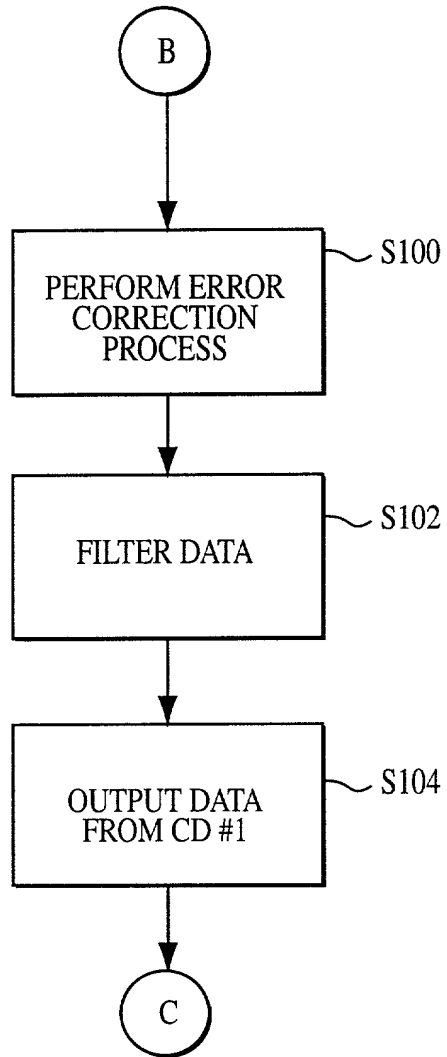 B
S100
PERFORM ERROR
CORRECTION
PROCESS
S102
FILTER DATA
S104
OUTPUT DATA
FROM CD #1
C